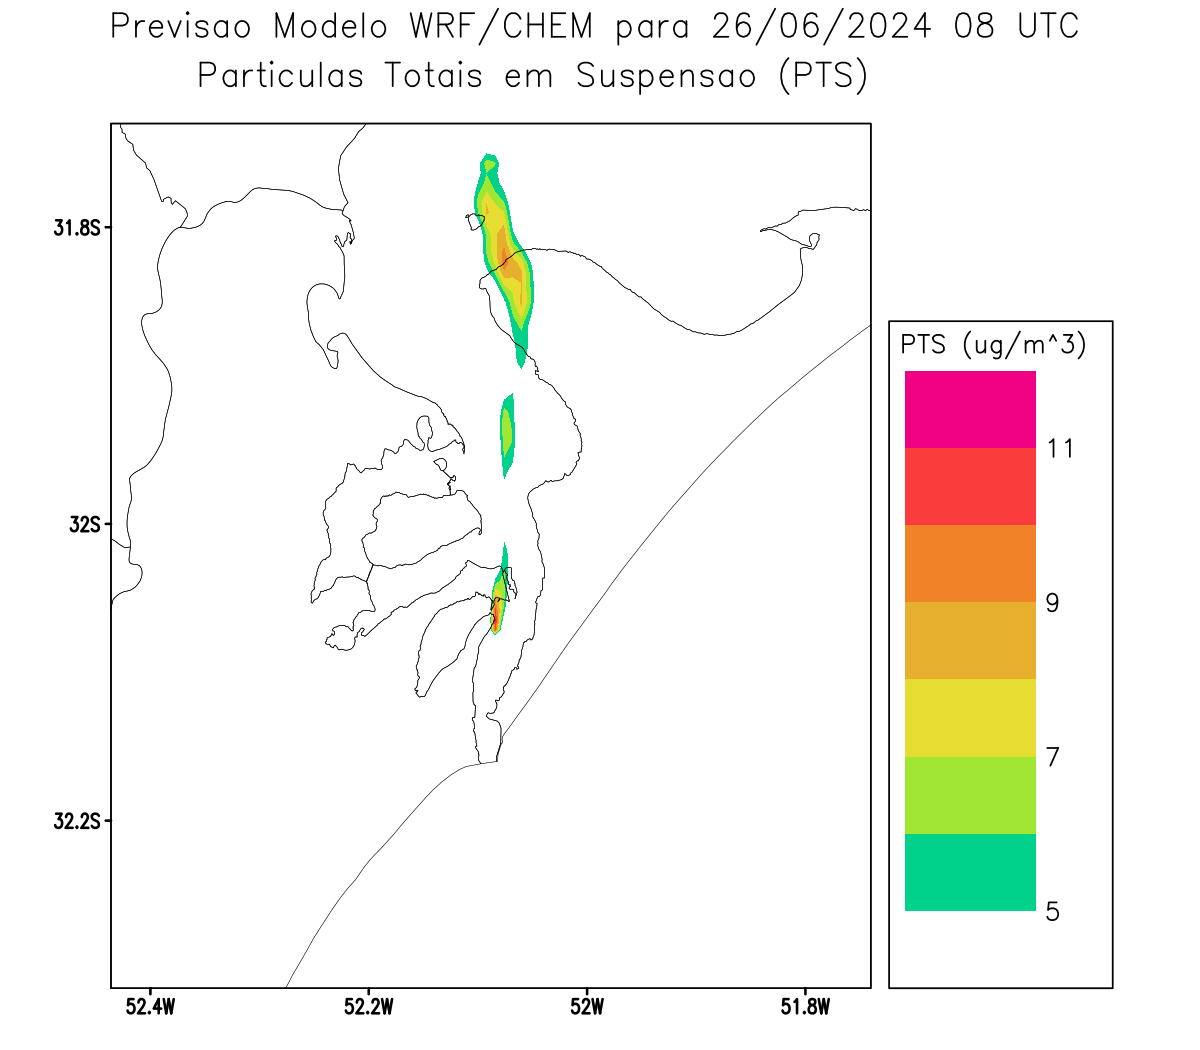 Previsao Modelo WRF/CHEM para 26/06/2024 08 UTC
Particulas Totais em Suspensao (PTS)
31.8S
32S
32.2S
52.4W
52.2W
52W
51.8W
PTS (ug/m^3)
11
9
7
5